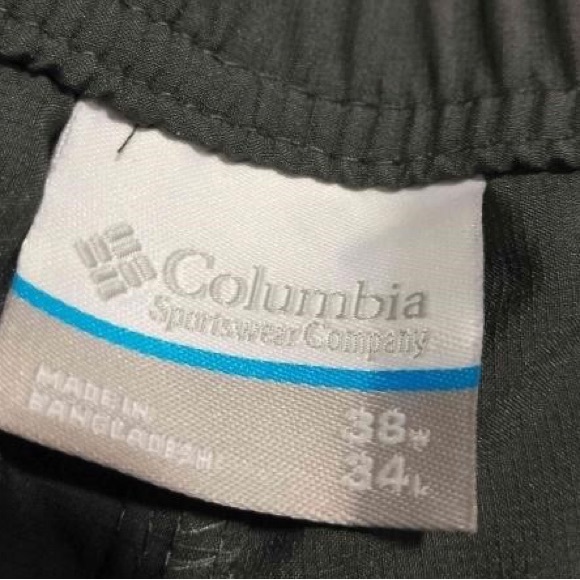 Columbia
Sportswear Company
MADE IN
BANGLADESH
38W
34L